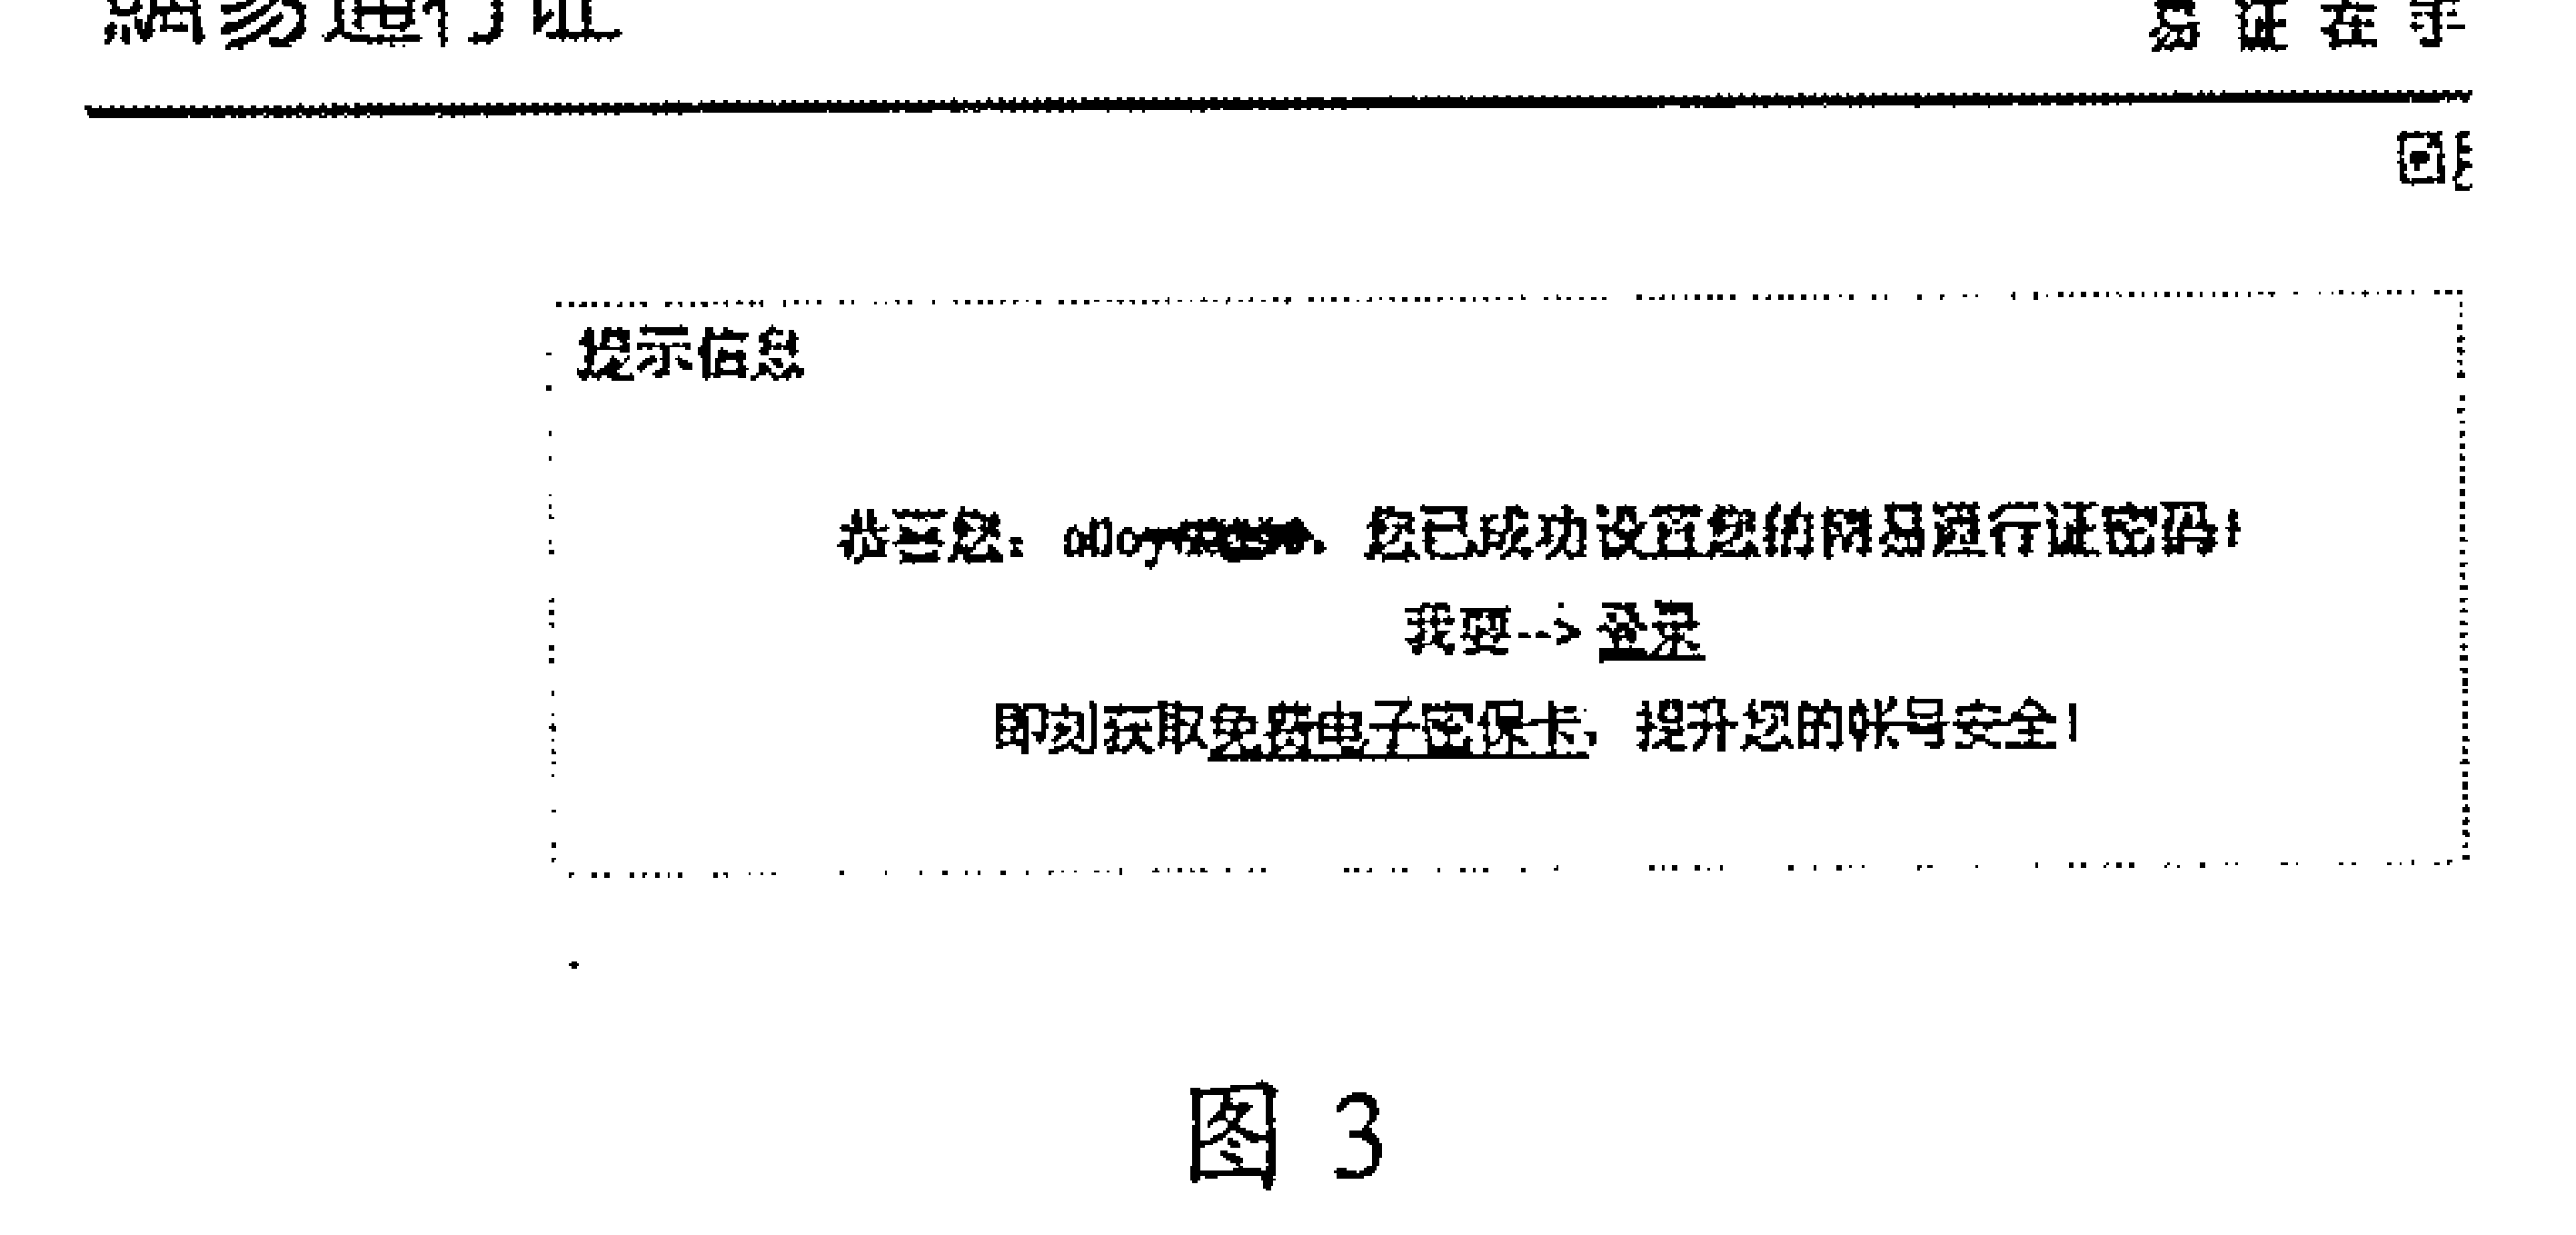 網易通行证
易证在手
提示信息
恭喜您：，您已成功设置您的网易通行证密码！
我要--> 登录
即刻获取免费电子密保卡，提升您的帐号安全！
图 3